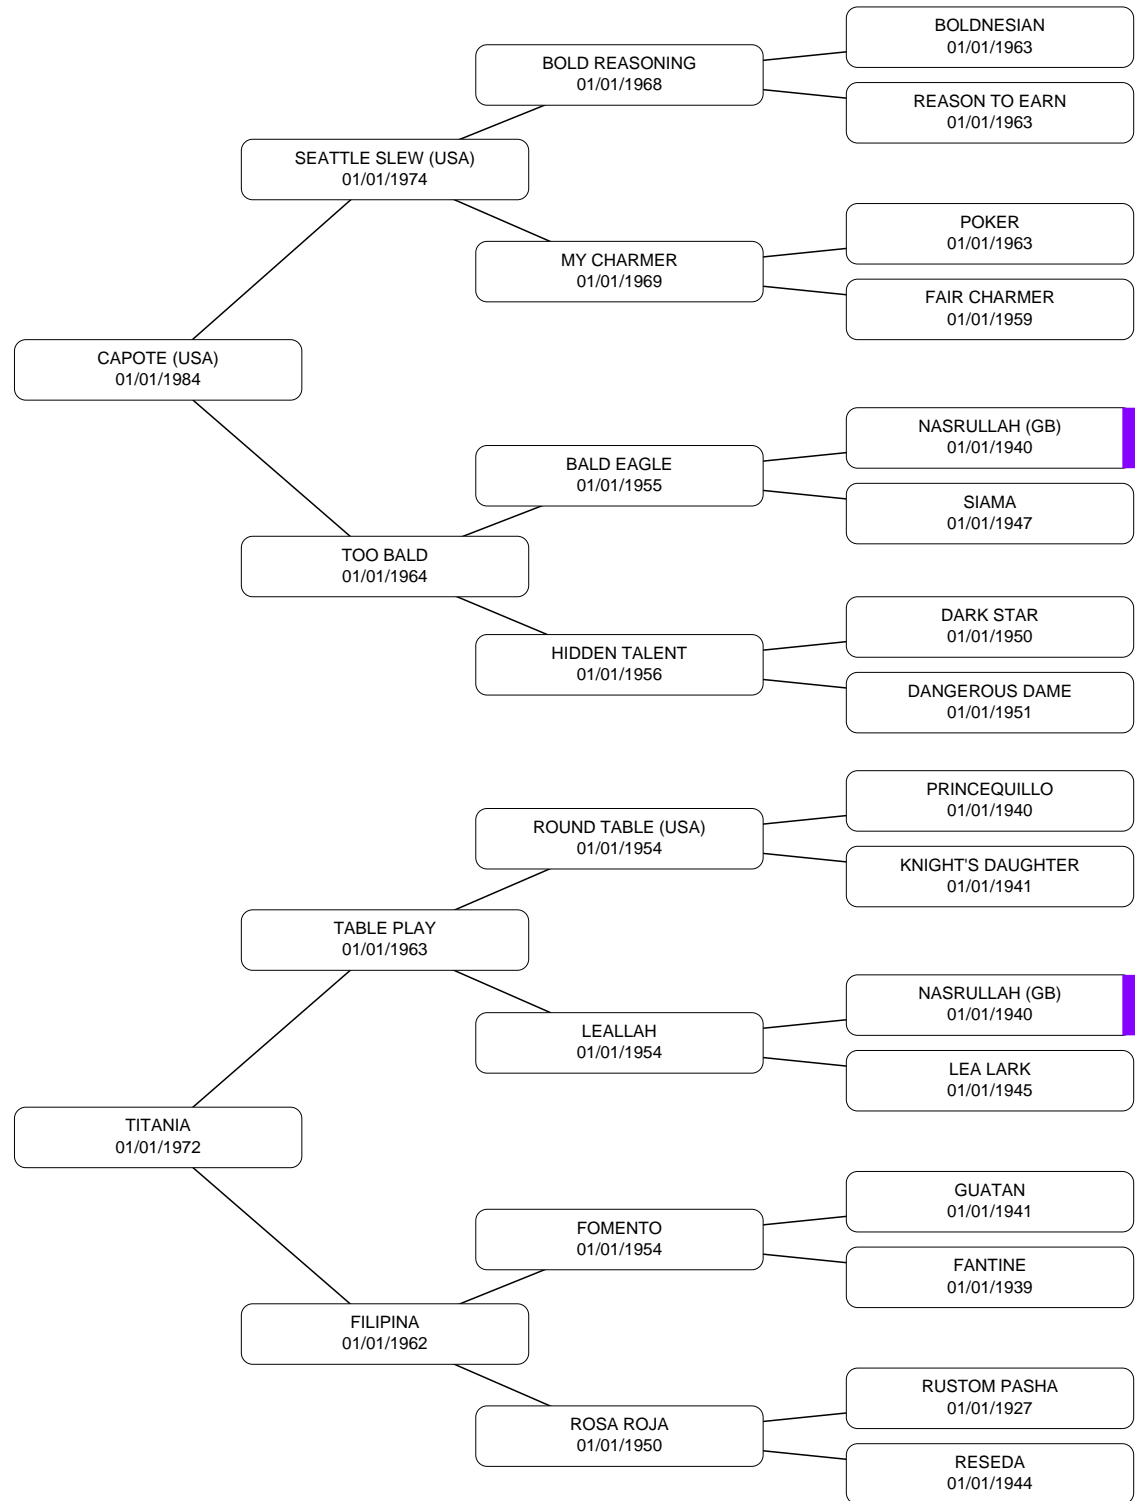 BOLDNESIAN
01/01/1963
BOLD REASONING
01/01/1968
REASON TO EARN
01/01/1963
SEATTLE SLEW (USA)
01/01/1974
POKER
01/01/1963
MY CHARMER
01/01/1969
FAIR CHARMER
01/01/1959
CAPOTE (USA)
01/01/1984
NASRULLAH (GB)
01/01/1940
BALD EAGLE
01/01/1955
SIAMA
01/01/1947
TOO BALD
01/01/1964
DARK STAR
01/01/1950
HIDDEN TALENT
01/01/1956
DANGEROUS DAME
01/01/1951
PRINCEQUILLO
01/01/1940
ROUND TABLE (USA)
01/01/1954
KNIGHT'S DAUGHTER
01/01/1941
TABLE PLAY
01/01/1963
NASRULLAH (GB)
01/01/1940
LEALLAH
01/01/1954
LEA LARK
01/01/1945
TITANIA
01/01/1972
GUATAN
01/01/1941
FOMENTO
01/01/1954
FANTINE
01/01/1939
FILIPINA
01/01/1962
RUSTOM PASHA
01/01/1927
ROSA ROJA
01/01/1950
RESEDA
01/01/1944